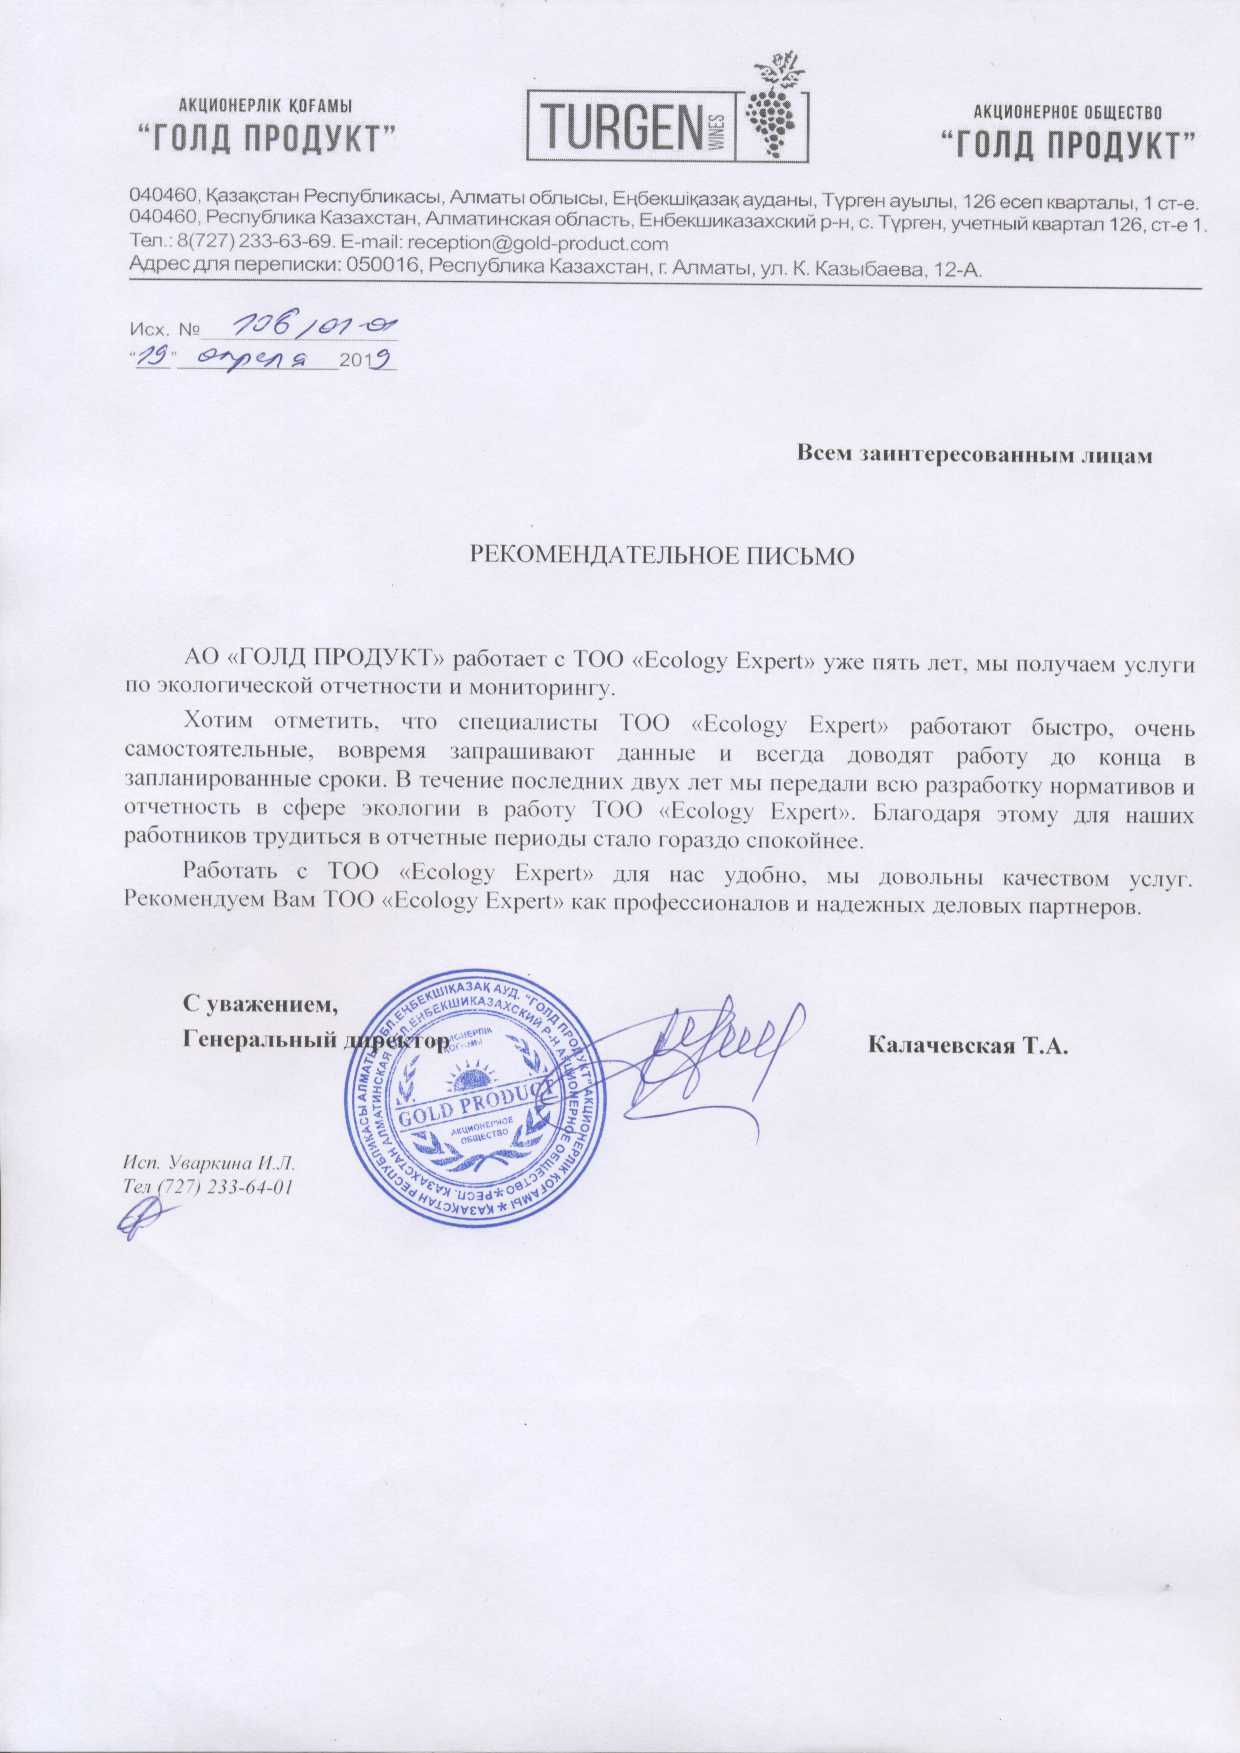 АКЦИОНЕРЛІК ҚОҒАМЫ
“ГОЛД ПРОДУКТ”
TURGEN
WINES
АКЦИОНЕРНОЕ ОБЩЕСТВО
“ГОЛД ПРОДУКТ”
040460, Қазақстан Республикасы, Алматы облысы, Еңбекшіқазақ ауданы, Түрген ауылы, 126 есеп кварталы, 1 ст-е.
040460, Республика Казахстан, Алматинская область, Енбекшиказахский р-н, с. Түрген, учетный квартал 126, ст-е 1.
Тел.: 8(727) 233-63-69. E-mail: reception@gold-product.com
Адрес для переписки: 050016, Республика Казахстан, г. Алматы, ул. К. Казыбаева, 12-А.
Исх. № 106/01-01
“19” апреля 2019
Всем заинтересованным лицам
РЕКОМЕНДАТЕЛЬНОЕ ПИСЬМО
АО «ГОЛД ПРОДУКТ» работает с ТОО «Ecology Expert» уже пять лет, мы получаем услуги
по экологической отчетности и мониторингу.
Хотим отметить, что специалисты ТОО «Ecology Expert» работают быстро, очень
самостоятельные, вовремя запрашивают данные и всегда доводят работу до конца в
запланированные сроки. В течение последних двух лет мы передали всю разработку нормативов и
отчетность в сфере экологии в работу ТОО «Ecology Expert». Благодаря этому для наших
работников трудиться в отчетные периоды стало гораздо спокойнее.
Работать с ТОО «Ecology Expert» для нас удобно, мы довольны качеством услуг.
Рекомендуем Вам ТОО «Ecology Expert» как профессионалов и надежных деловых партнеров.
С уважением,
Генеральный директор
Калачевская Т.А.
ҚАЗАҚСТАН РЕСПУБЛИКАСЫ АЛМАТЫ ОБЛ. ЕҢБЕКШІҚАЗАҚ АУД. “ГОЛД ПРОДУКТ” АКЦИОНЕРЛІК ҚОҒАМЫ
РЕСП. КАЗАХСТАН АЛМАТИНСКАЯ ОБЛ. ЕНБЕКШИКАЗАХСКИЙ Р-Н АКЦИОНЕРНОЕ ОБЩЕСТВО
GOLD PRODUCT
АКЦИОНЕРНОЕ
ОБЩЕСТВО
Исп. Уваркина И.Л.
Тел (727) 233-64-01